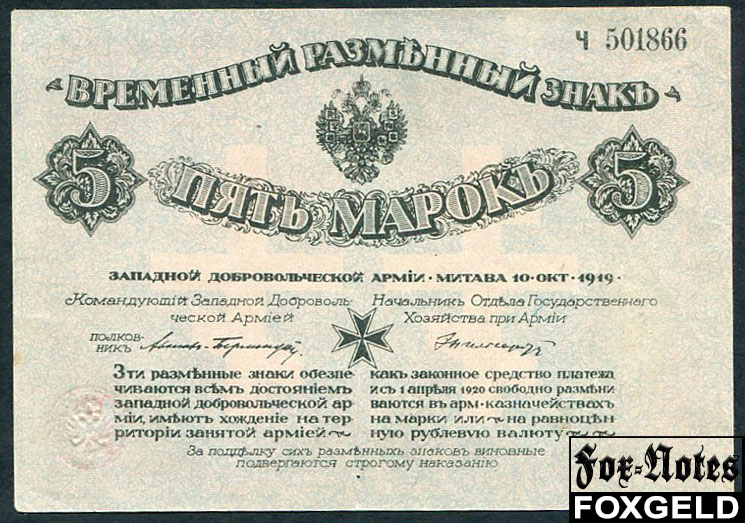 Ч 501866
ВРЕМЕННЫЙ РАЗМѢННЫЙ ЗНАКЪ
5 ПЯТЬ МАРОКЪ 5
ЗАПАДНОЙ ДОБРОВОЛЬЧЕСКОЙ АРМІИ · МИТАВА 10 · ОКТ · 1919 ·
Командующій Западной Доброволь-
ческой Арміей
полков-
никъ
Начальник Отдѣла Государственнаго
Хозяйства при Арміи
Эти размѣнные знаки обезпе-
чиваются всѣмъ достояніемъ
западной добровольческой ар-
міи, имѣютъ хожденіе на тер-
риторіи занятой арміей
какъ законное средство платежа
и съ 1 апрѣля 1920 свободно размѣни
ваются въ арм · казначействахъ
на марки или на равноцѣн
ную рублевую валюту
За поддѣлку сихъ размѣнныхъ знаковъ виновные
подвергаются строгому наказанію
Fox-Notes
FOXGELD